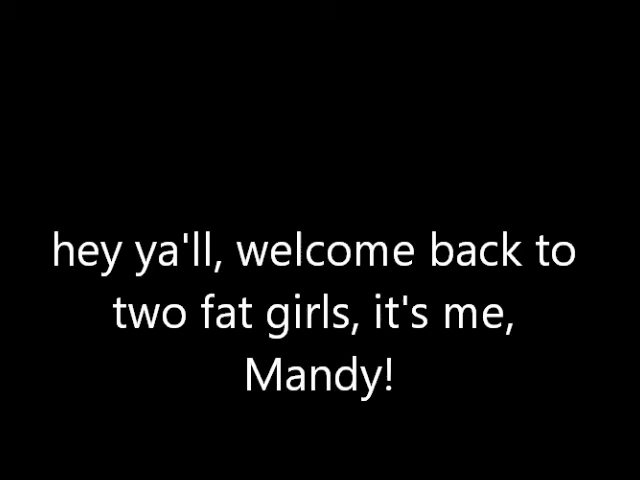 hey ya'll, welcome back to
two fat girls, it's me,
Mandy!